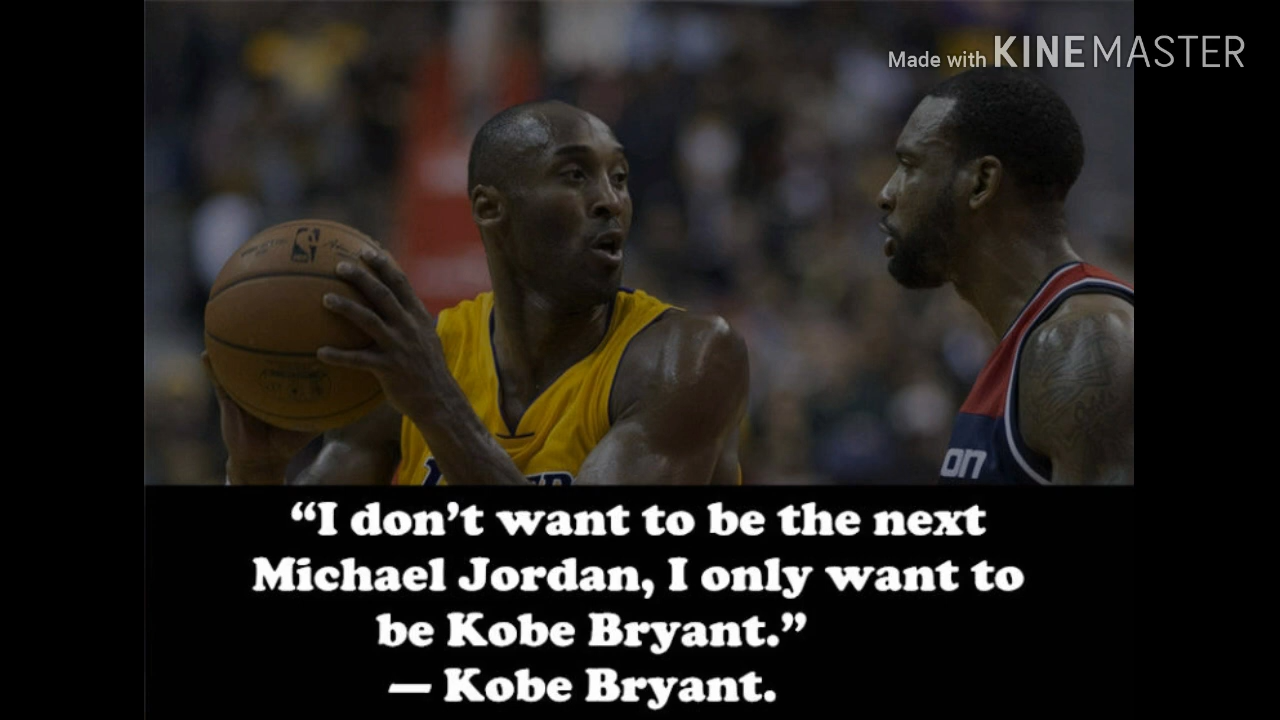 Made with KINEMASTER
on
“I don’t want to be the next
Michael Jordan, I only want to
be Kobe Bryant.”
— Kobe Bryant.